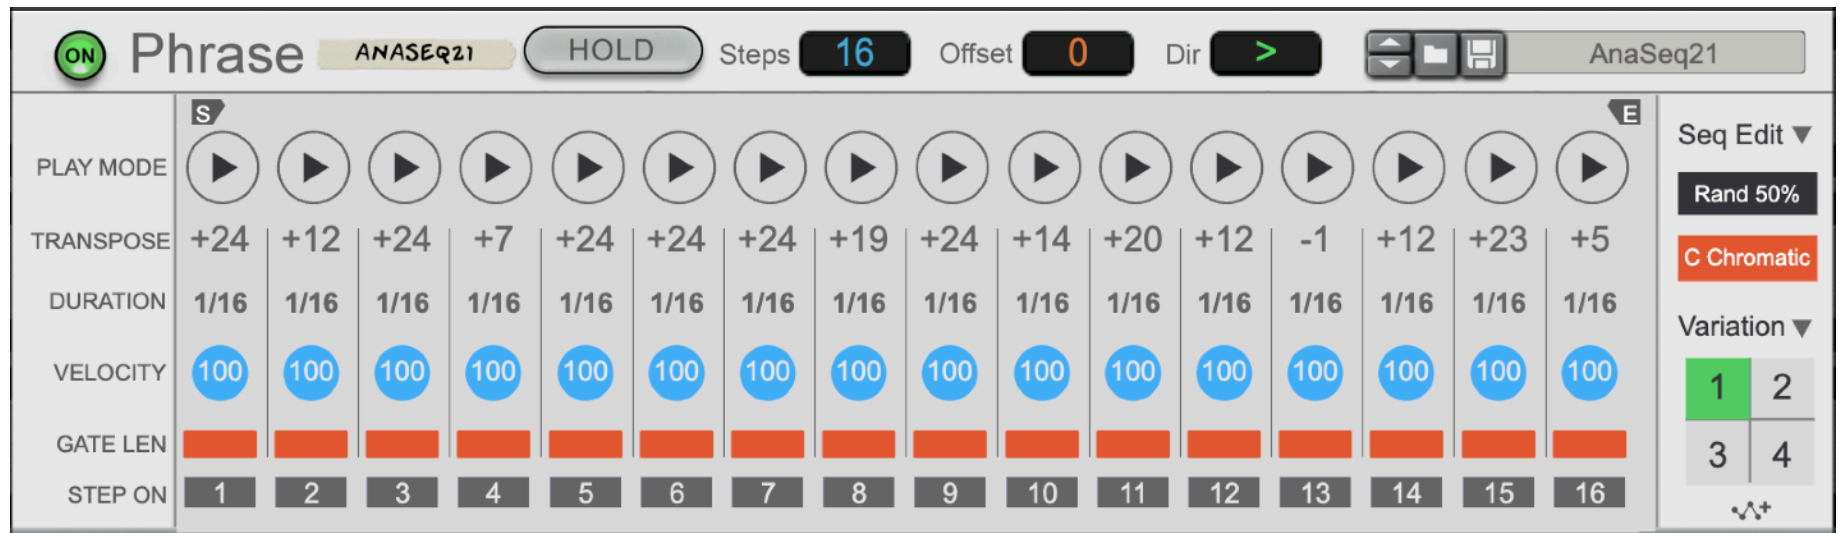 ON Phrase ANASEQ21 HOLD Steps 16 Offset 0 Dir > AnaSeq21
S E
PLAY MODE
TRANSPOSE +24 +12 +24 +7 +24 +24 +24 +19 +24 +14 +20 +12 -1 +12 +23 +5
DURATION 1/16 1/16 1/16 1/16 1/16 1/16 1/16 1/16 1/16 1/16 1/16 1/16 1/16 1/16 1/16 1/16
VELOCITY 100 100 100 100 100 100 100 100 100 100 100 100 100 100 100 100
GATE LEN
STEP ON 1 2 3 4 5 6 7 8 9 10 11 12 13 14 15 16
Seq Edit
Rand 50%
C Chromatic
Variation
1 2
3 4